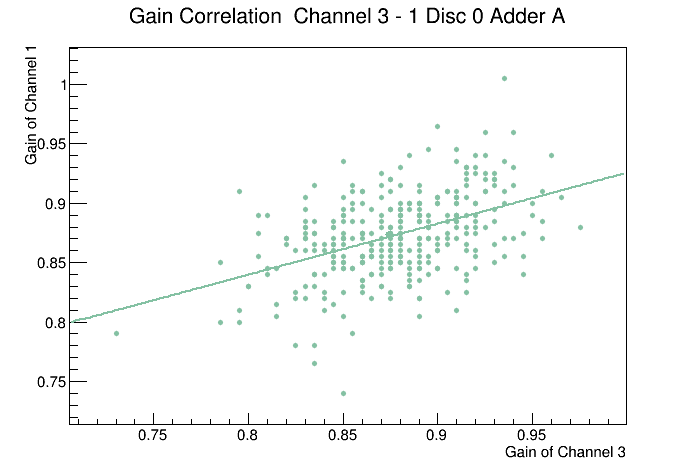 Gain Correlation  Channel 3 - 1 Disc 0 Adder A
Gain of Channel 1
1
0.95
0.9
0.85
0.8
0.75
0.75 0.8 0.85 0.9 0.95
Gain of Channel 3